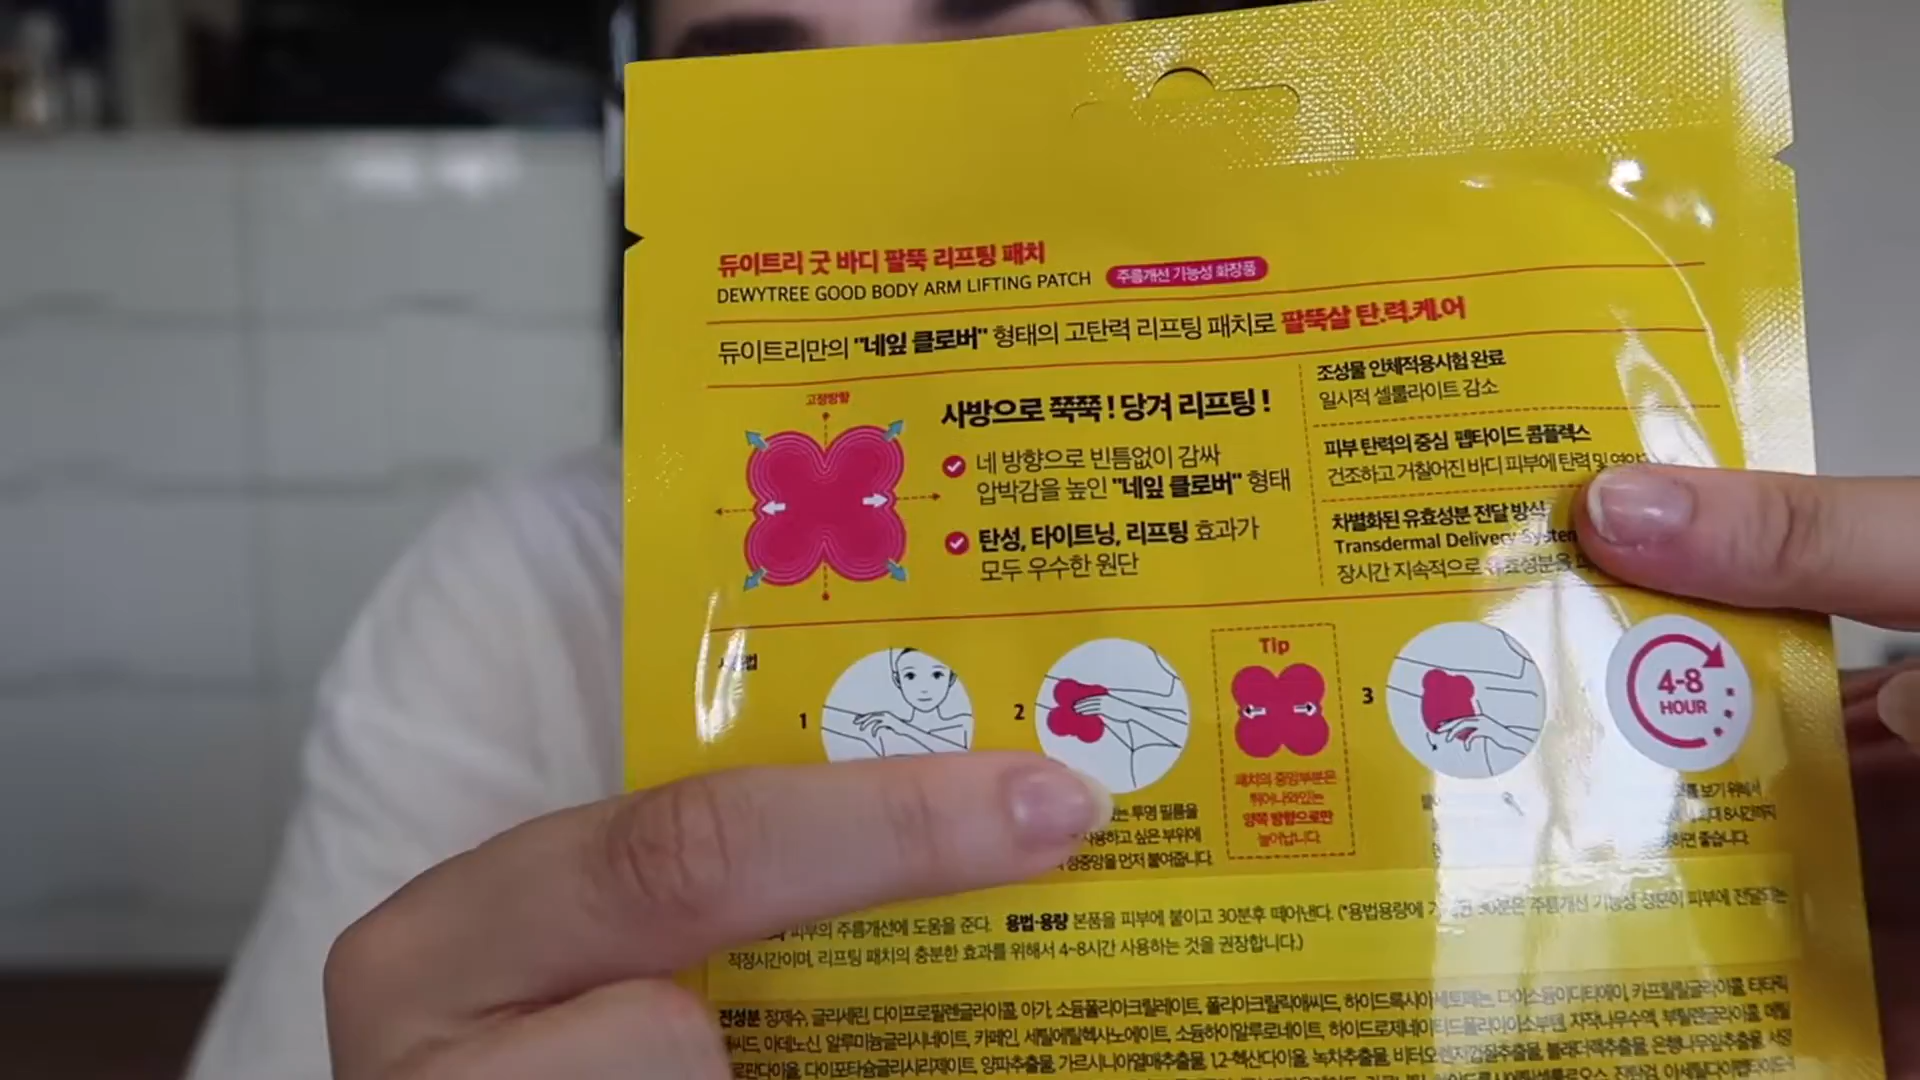 듀이트리 굿 바디 팔뚝 리프팅 패치
DEWYTREE GOOD BODY ARM LIFTING PATCH 주름개선 기능성 화장품
듀이트리만의 "네잎 클로버" 형태의 고탄력 리프팅 패치로 팔뚝살 탄.력.케.어
고정방향
사방으로 쭉쭉! 당겨 리프팅!
네 방향으로 빈틈없이 감싸
압박감을 높인 "네잎 클로버" 형태
탄성, 타이트닝, 리프팅 효과가
모두 우수한 원단
조성물 인체적용시험 완료
일시적 셀룰라이트 감소
피부 탄력의 중심 펩타이드 콤플렉스
건조하고 거칠어진 바디 피부에 탄력 및
차별화된 유효성분 전달 방식
Transdermal Delivery System
장시간 지속적으로 유효성분을
1
2
투명 필름을
사용하고 싶은 부위에
정중앙을 먼저 붙여줍니다.
Tip
패치의 중앙부분은
튀어나와있는
양쪽 방향으로만
늘어납니다.
3
4-8
HOUR
보기 위해서
최대 8시간까지
하면 좋습니다.
피부의 주름개선에 도움을 준다. 용법·용량 본품을 피부에 붙이고 30분후 떼어낸다. (*용법용량에 30분은 주름개선 기능성 성분이 피부에 전달되는
적정시간이며, 리프팅 패치의 충분한 효과를 위해서 4~8시간 사용하는 것을 권장합니다.)
전성분 정제수, 글리세린, 다이프로필렌글라이콜, 아가, 소듐폴리아크릴레이트, 폴리아크릴릭애씨드, 하이드록시아세토페논, 다이소듐이디티에이, 카프릴릴글라이콜, 타타릭
애씨드, 아데노신, 알루미늄글리시네이트, 카페인, 세틸에틸헥사노에이트, 소듐하이알루로네이트, 하이드로제네이티드폴리아이소부텐, 자작나무수액, 부틸렌글라이콜, 메틸
로판다이올, 다이포타슘글리시리제이트, 양파추출물, 가르시니아열매추출물, 1,2-헥산다이올, 녹차추출물, 비터오렌지껍질추출물, 블래더랙추출물, 은행나무잎추출물